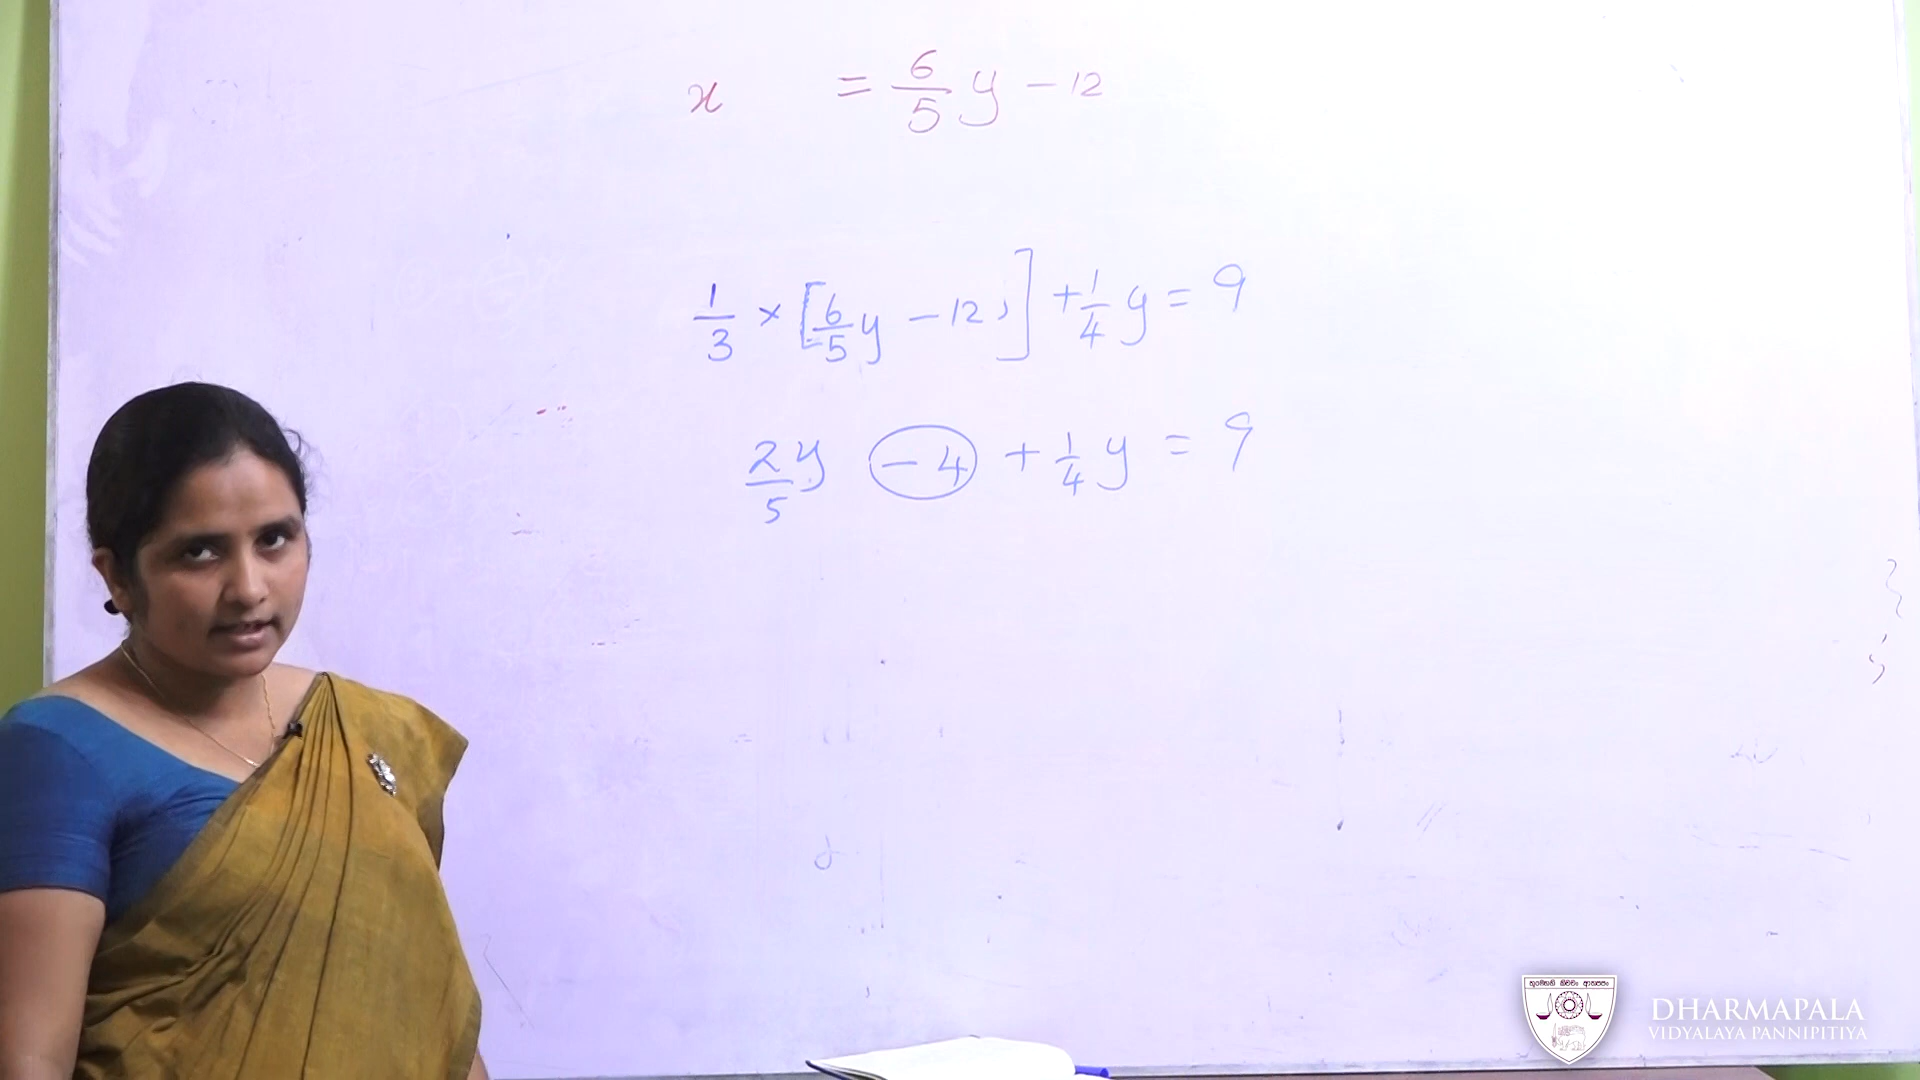 x = 6/5 y - 12
1/3 × [6/5 y - 12] + 1/4 y = 9
2/5 y - 4 + 1/4 y = 9
DHARMAPALA
VIDYALAYA PANNIPITIYA